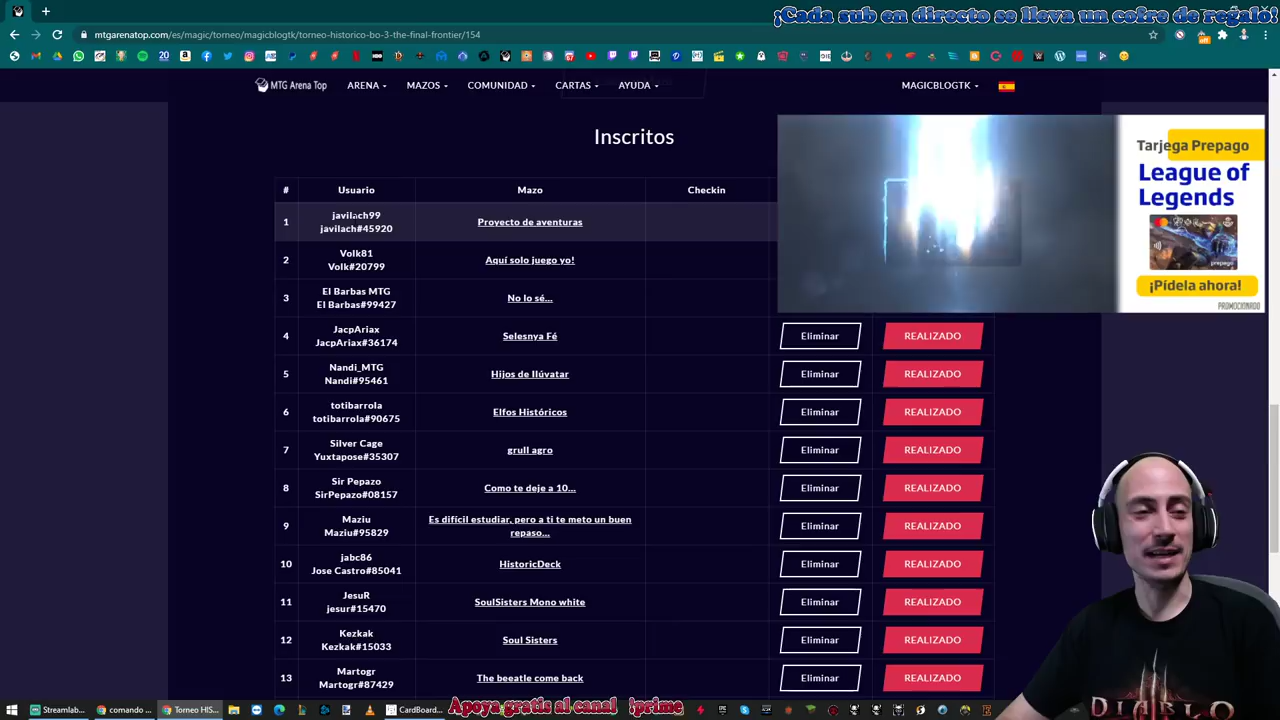 ¡Cada sub en directo se lleva un cofre de regalo!
mtgarenatop.com/es/magic/torneo/magicblogtk/torneo-historico-bo-3-the-final-frontier/154
MTG Arena Top ARENA MAZOS COMUNIDAD CARTAS AYUDA MAGICBLOGTK
Inscritos
# Usuario Mazo Checkin
1 javilach99 javilach#45920 Proyecto de aventuras
2 Volk81 Volk#20799 Aquí solo juego yo!
3 El Barbas MTG El Barbas#99427 No lo sé...
4 JacpAriax JacpAriax#36174 Selesnya Fé Eliminar REALIZADO
5 Nandi_MTG Nandi#95461 Hijos de Ilúvatar Eliminar REALIZADO
6 totibarrola totibarrola#90675 Elfos Históricos Eliminar REALIZADO
7 Silver Cage Yuxtapose#35307 grull agro Eliminar REALIZADO
8 Sir Pepazo SirPepazo#08157 Como te deje a 10... Eliminar REALIZADO
9 Maziu Maziu#95829 Es difícil estudiar, pero a ti te meto un buen repaso... Eliminar REALIZADO
10 jabc86 Jose Castro#85041 HistoricDeck Eliminar REALIZADO
11 JesuR jesur#15470 SoulSisters Mono white Eliminar REALIZADO
12 Kezkak Kezkak#15033 Soul Sisters Eliminar REALIZADO
13 Martogr Martogr#87429 The beeatle come back Eliminar REALIZADO
Tarjega Prepago
League of
Legends
prepago
¡Pídela ahora!
PROMOCIONADO
DIABLO
Streamlab... comando ... Torneo HIS... CardBoard...
Apoya gratis al canal !prime